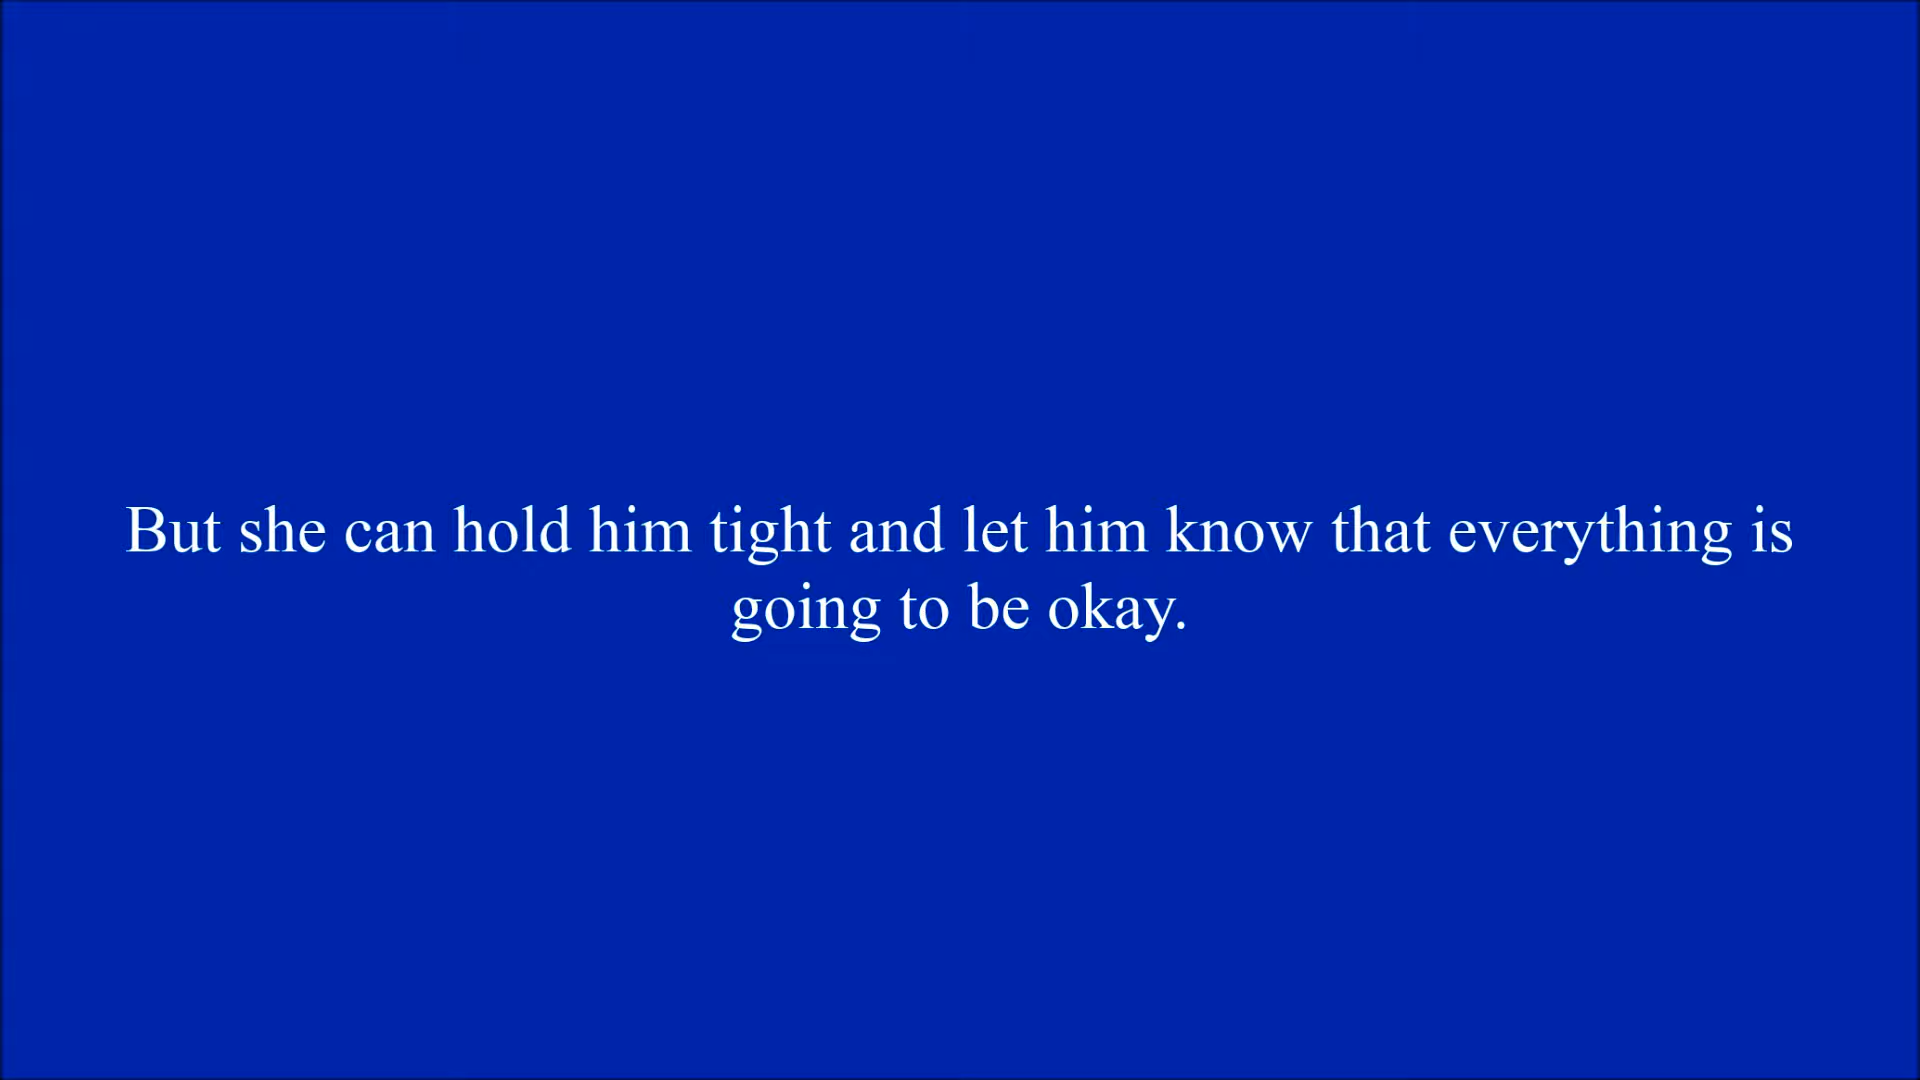 But she can hold him tight and let him know that everything is
going to be okay.